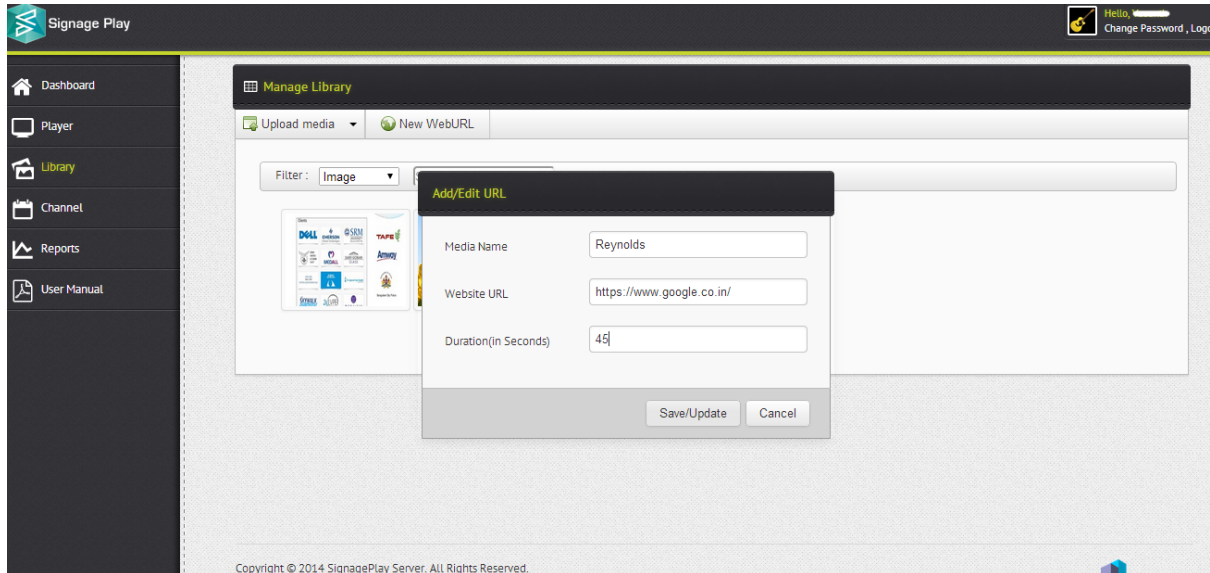 Signage Play
Hello,
Change Password , Logo
Dashboard
Player
Library
Channel
Reports
User Manual
Manage Library
Upload media
New WebURL
Filter :
Image
Add/Edit URL
Media Name
Reynolds
Website URL
https://www.google.co.in/
Duration(in Seconds)
45
Save/Update
Cancel
DELL
SRM
TAFE
Amway
Copyright © 2014 SignagePlay Server. All Rights Reserved.